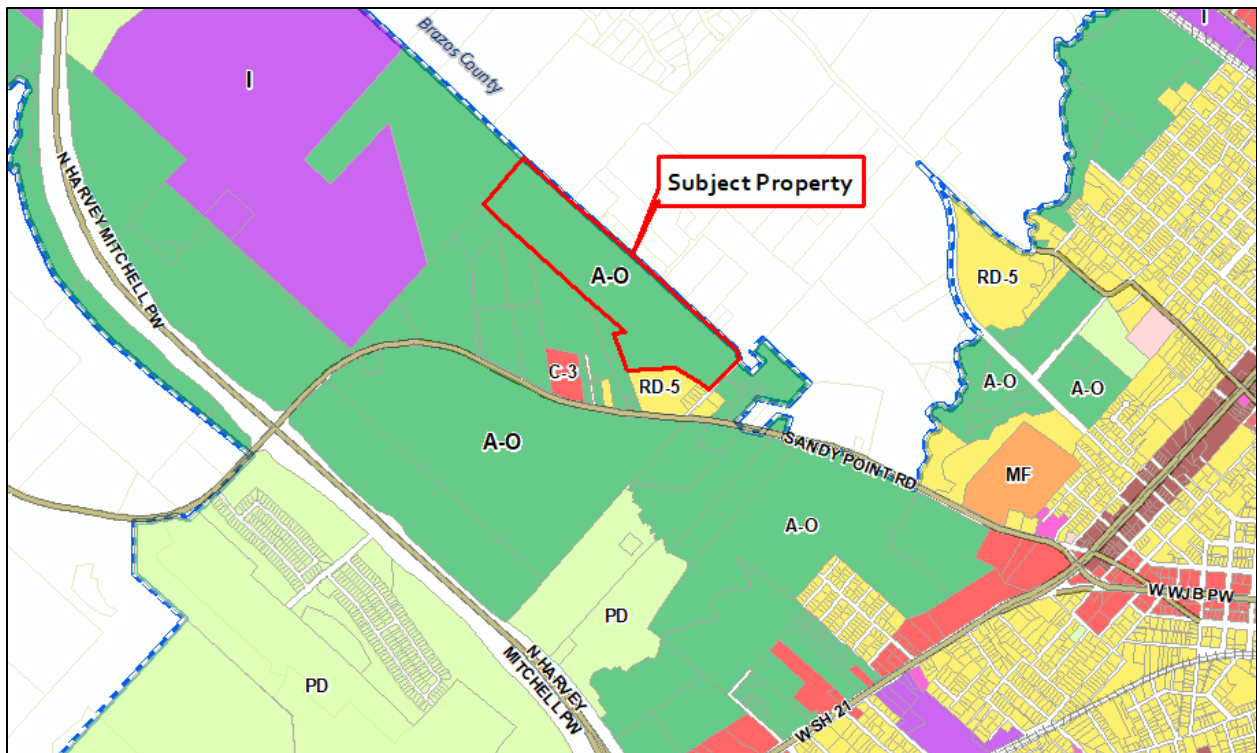 I
I
Brazos County
N HARVEY MITCHELL PW
Subject Property
A-O
RD-5
C-3
RD-5
A-O
A-O
A-O
SANDY POINT RD
MF
A-O
W WJB PW
PD
PD
N HARVEY
MITCHELL PW
W SH 21